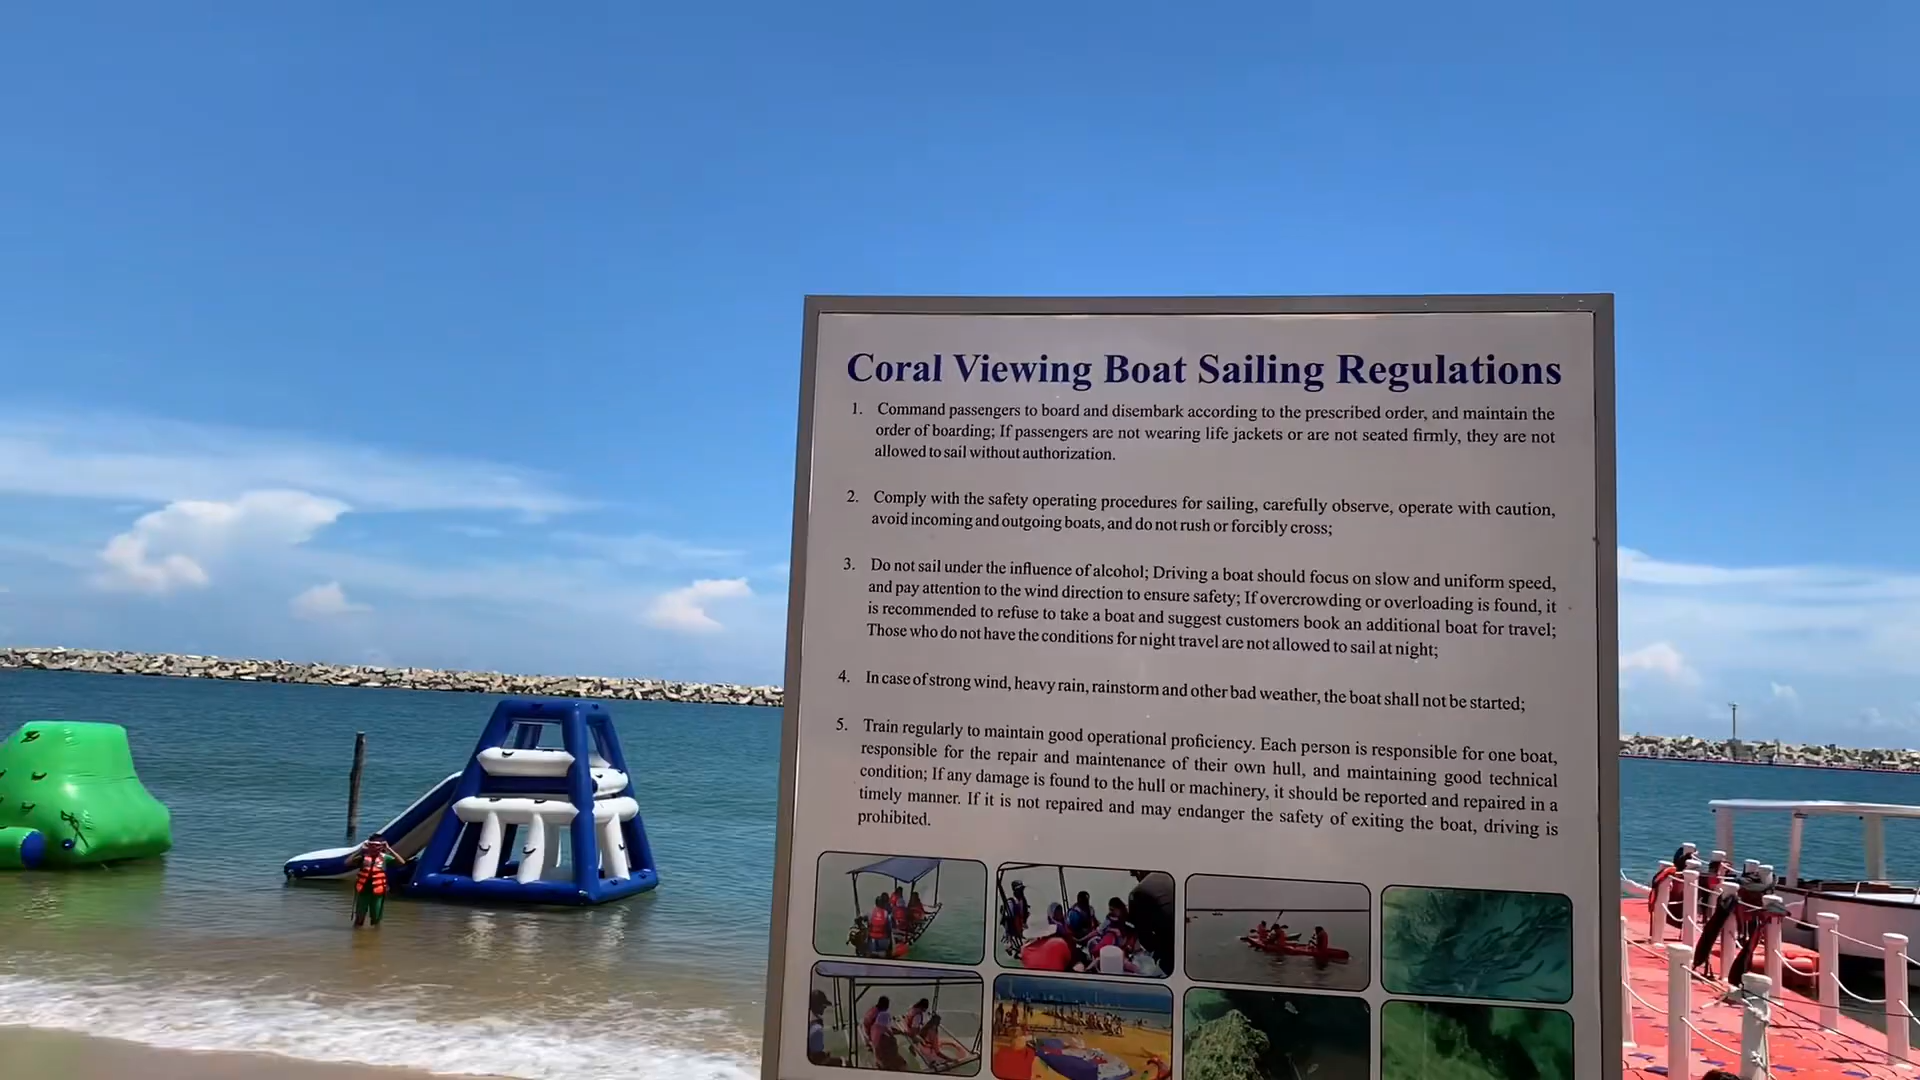 Coral Viewing Boat Sailing Regulations
1. Command passengers to board and disembark according to the prescribed order, and maintain the
order of boarding; If passengers are not wearing life jackets or are not seated firmly, they are not
allowed to sail without authorization.
2. Comply with the safety operating procedures for sailing, carefully observe, operate with caution,
avoid incoming and outgoing boats, and do not rush or forcibly cross;
3. Do not sail under the influence of alcohol; Driving a boat should focus on slow and uniform speed,
and pay attention to the wind direction to ensure safety; If overcrowding or overloading is found, it
is recommended to refuse to take a boat and suggest customers book an additional boat for travel;
Those who do not have the conditions for night travel are not allowed to sail at night;
4. In case of strong wind, heavy rain, rainstorm and other bad weather, the boat shall not be started;
5. Train regularly to maintain good operational proficiency. Each person is responsible for one boat,
responsible for the repair and maintenance of their own hull, and maintaining good technical
condition; If any damage is found to the hull or machinery, it should be reported and repaired in a
timely manner. If it is not repaired and may endanger the safety of exiting the boat, driving is
prohibited.